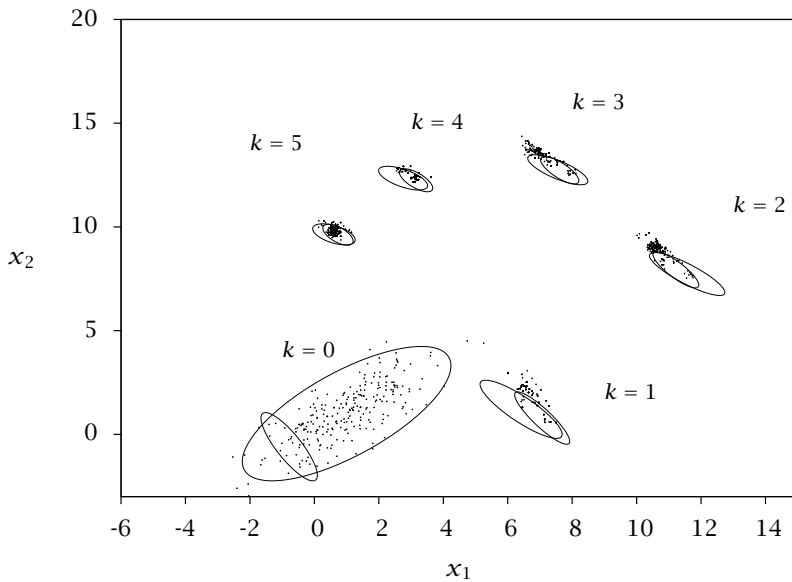 20
k = 3
k = 4
15
k = 5
k = 2
10
x₂
5
k = 0
k = 1
0
-6 -4 -2 0 2 4 6 8 10 12 14
x₁